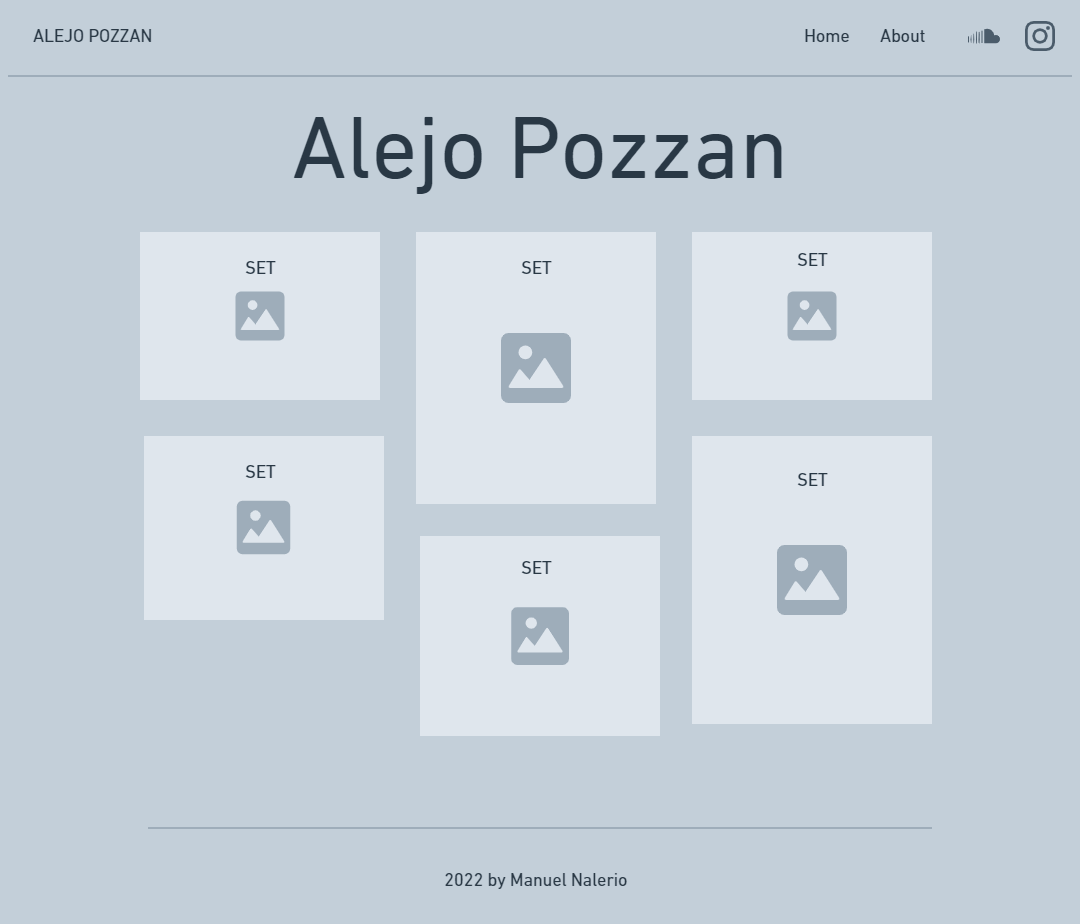 ALEJO POZZAN
Home
About
Alejo Pozzan
SET
SET
SET
SET
SET
SET
2022 by Manuel Nalerio